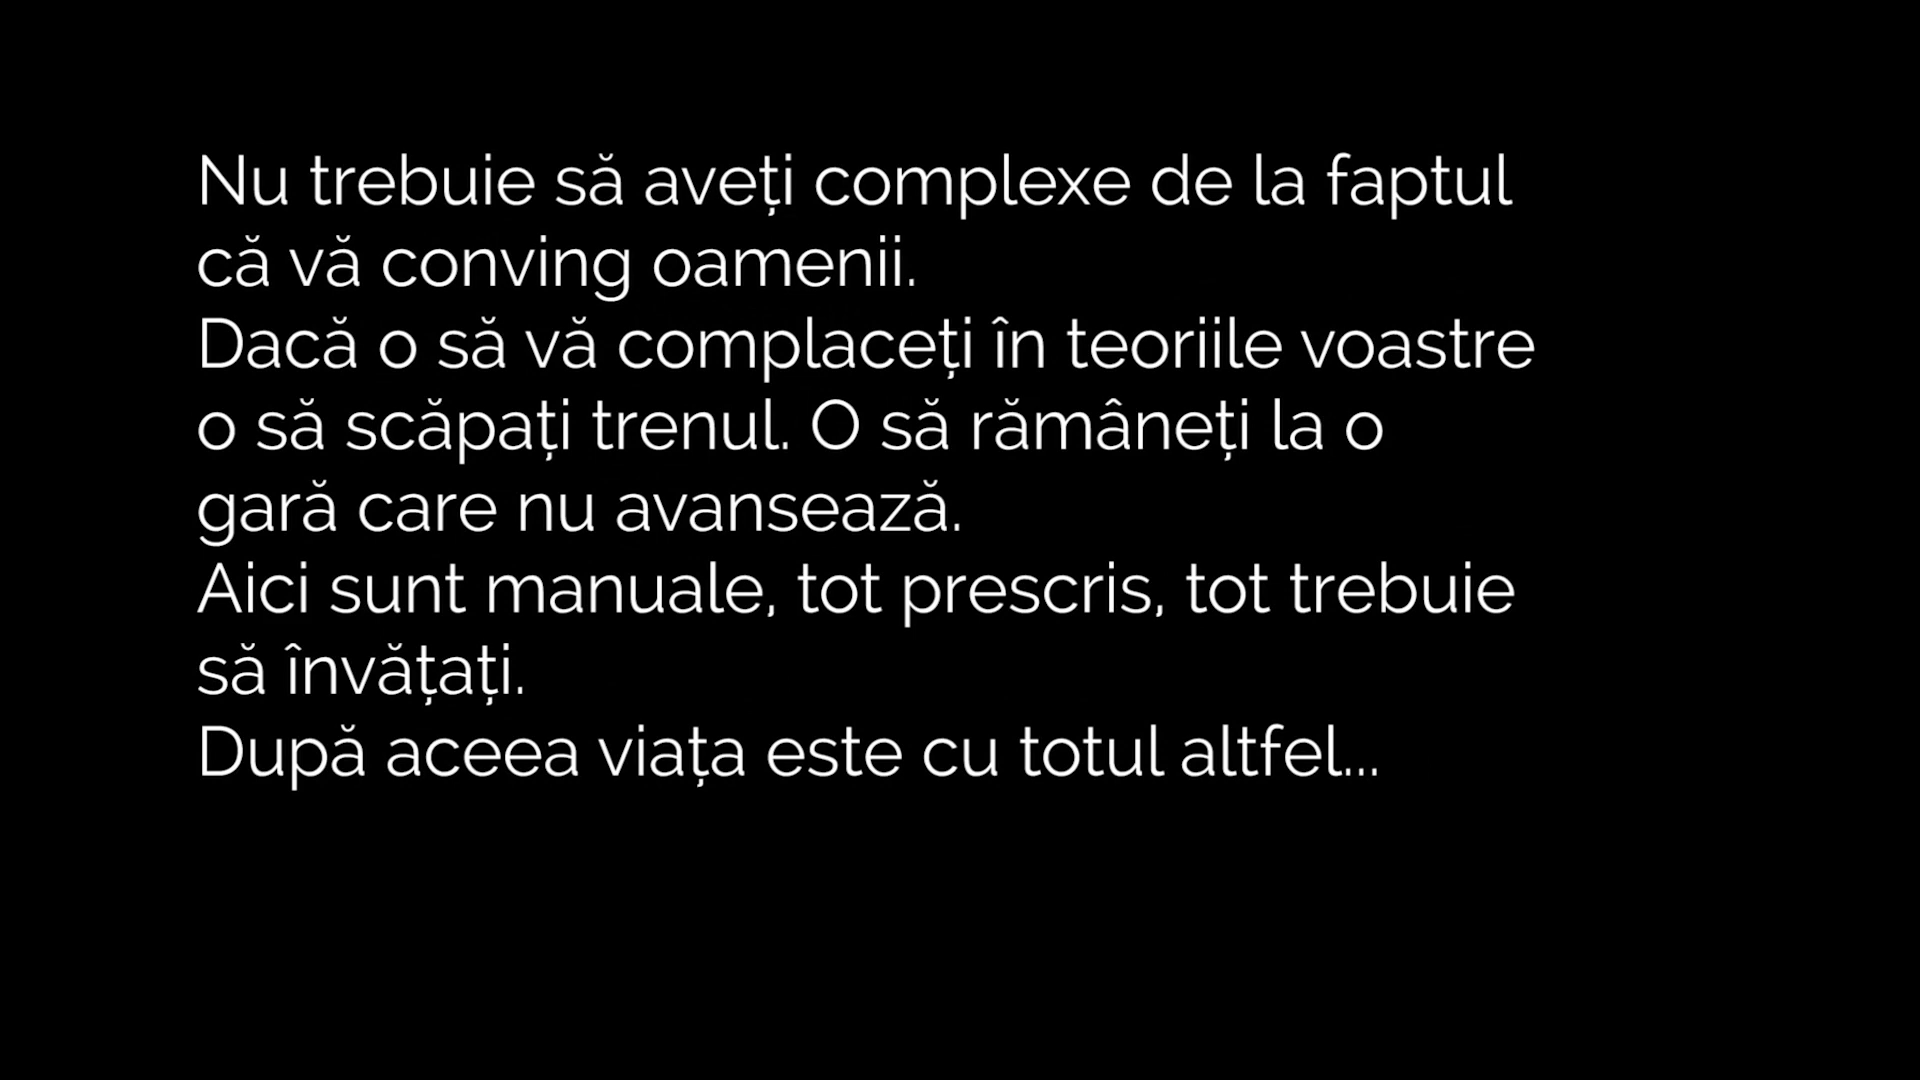 Nu trebuie să aveți complexe de la faptul
că vă conving oamenii.
Dacă o să vă complaceți în teoriile voastre
o să scăpați trenul. O să rămâneți la o
gară care nu avansează.
Aici sunt manuale, tot prescris, tot trebuie
să învățați.
După aceea viața este cu totul altfel...